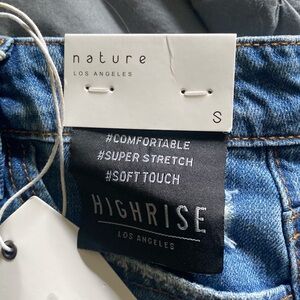 nature
LOS ANGELES
S
#COMFORTABLE
#SUPER STRETCH
#SOFT TOUCH
HIGHRISE
LOS ANGELES